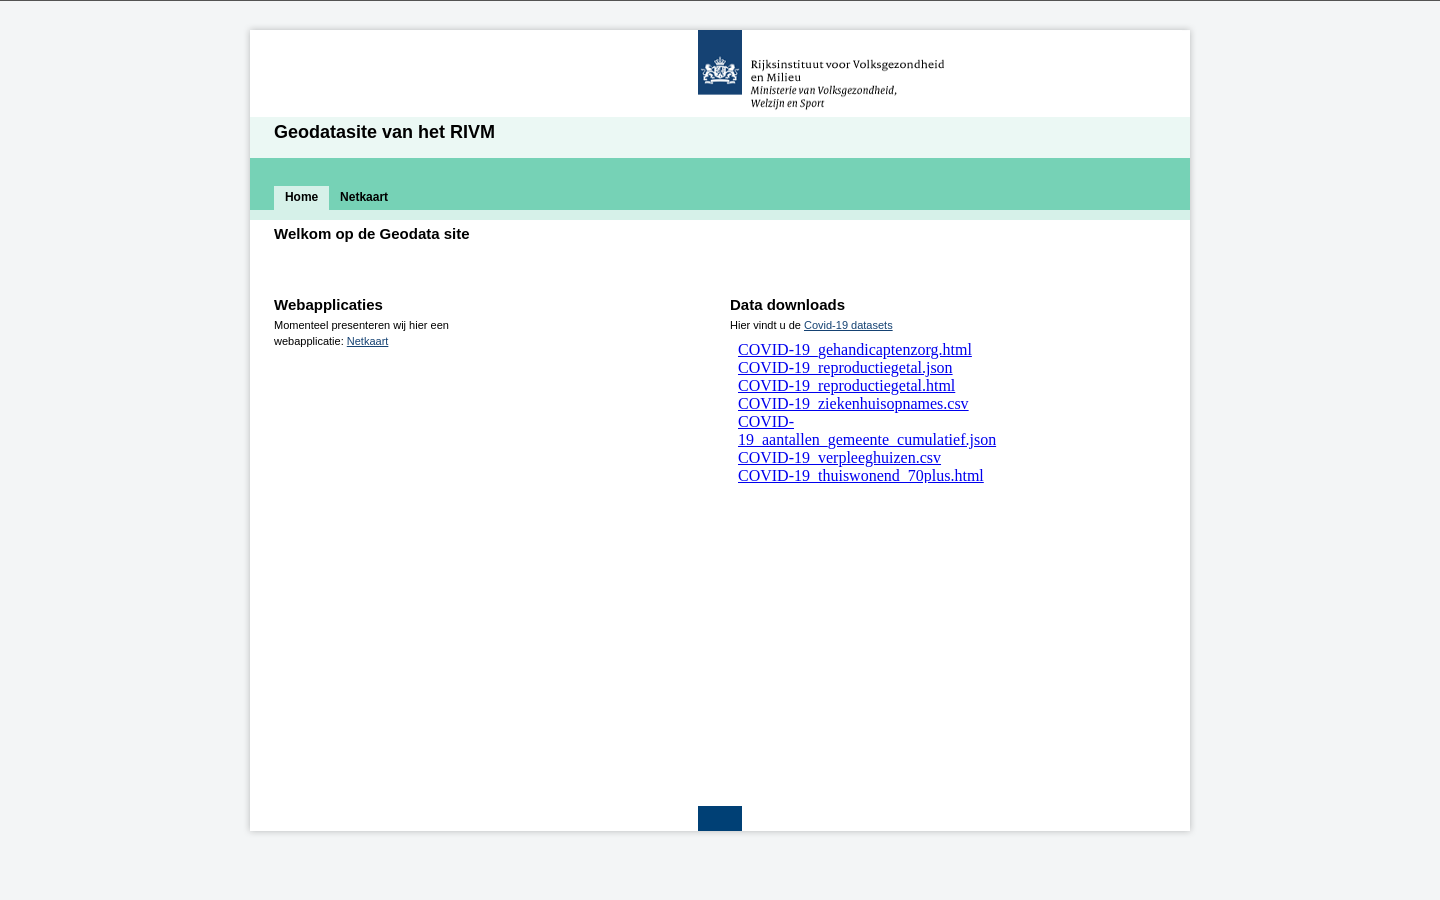 Rijksinstituut voor Volksgezondheid
en Milieu
Ministerie van Volksgezondheid,
Welzijn en Sport
Geodatasite van het RIVM
Home
Netkaart
Welkom op de Geodata site
Webapplicaties
Momenteel presenteren wij hier een
webapplicatie: Netkaart
Data downloads
Hier vindt u de Covid-19 datasets
COVID-19_gehandicaptenzorg.html
COVID-19_reproductiegetal.json
COVID-19_reproductiegetal.html
COVID-19_ziekenhuisopnames.csv
COVID-
19_aantallen_gemeente_cumulatief.json
COVID-19_verpleeghuizen.csv
COVID-19_thuiswonend_70plus.html